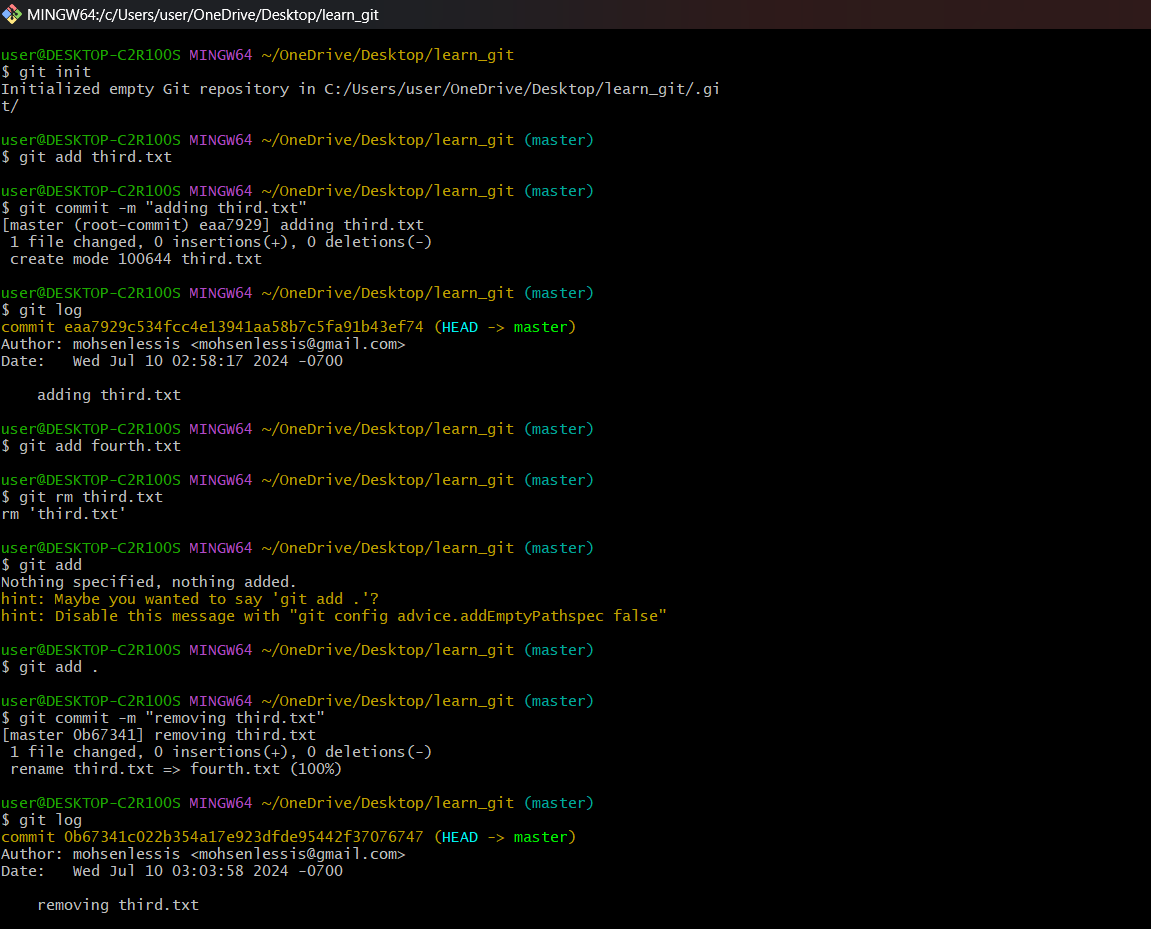 MINGW64:/c/Users/user/OneDrive/Desktop/learn_git
user@DESKTOP-C2R1OOS MINGW64 ~/OneDrive/Desktop/learn_git
$ git init
Initialized empty Git repository in C:/Users/user/OneDrive/Desktop/learn_git/.gi
t/
user@DESKTOP-C2R1OOS MINGW64 ~/OneDrive/Desktop/learn_git (master)
$ git add third.txt
user@DESKTOP-C2R1OOS MINGW64 ~/OneDrive/Desktop/learn_git (master)
$ git commit -m "adding third.txt"
[master (root-commit) eaa7929] adding third.txt
 1 file changed, 0 insertions(+), 0 deletions(-)
 create mode 100644 third.txt
user@DESKTOP-C2R1OOS MINGW64 ~/OneDrive/Desktop/learn_git (master)
$ git log
commit eaa7929c534fcc4e13941aa58b7c5fa91b43ef74 (HEAD -> master)
Author: mohsenlessis <mohsenlessis@gmail.com>
Date:   Wed Jul 10 02:58:17 2024 -0700
    adding third.txt
user@DESKTOP-C2R1OOS MINGW64 ~/OneDrive/Desktop/learn_git (master)
$ git add fourth.txt
user@DESKTOP-C2R1OOS MINGW64 ~/OneDrive/Desktop/learn_git (master)
$ git rm third.txt
rm 'third.txt'
user@DESKTOP-C2R1OOS MINGW64 ~/OneDrive/Desktop/learn_git (master)
$ git add
Nothing specified, nothing added.
hint: Maybe you wanted to say 'git add .'?
hint: Disable this message with "git config advice.addEmptyPathspec false"
user@DESKTOP-C2R1OOS MINGW64 ~/OneDrive/Desktop/learn_git (master)
$ git add .
user@DESKTOP-C2R1OOS MINGW64 ~/OneDrive/Desktop/learn_git (master)
$ git commit -m "removing third.txt"
[master 0b67341] removing third.txt
 1 file changed, 0 insertions(+), 0 deletions(-)
 rename third.txt => fourth.txt (100%)
user@DESKTOP-C2R1OOS MINGW64 ~/OneDrive/Desktop/learn_git (master)
$ git log
commit 0b67341c022b354a17e923dfde95442f37076747 (HEAD -> master)
Author: mohsenlessis <mohsenlessis@gmail.com>
Date:   Wed Jul 10 03:03:58 2024 -0700
    removing third.txt